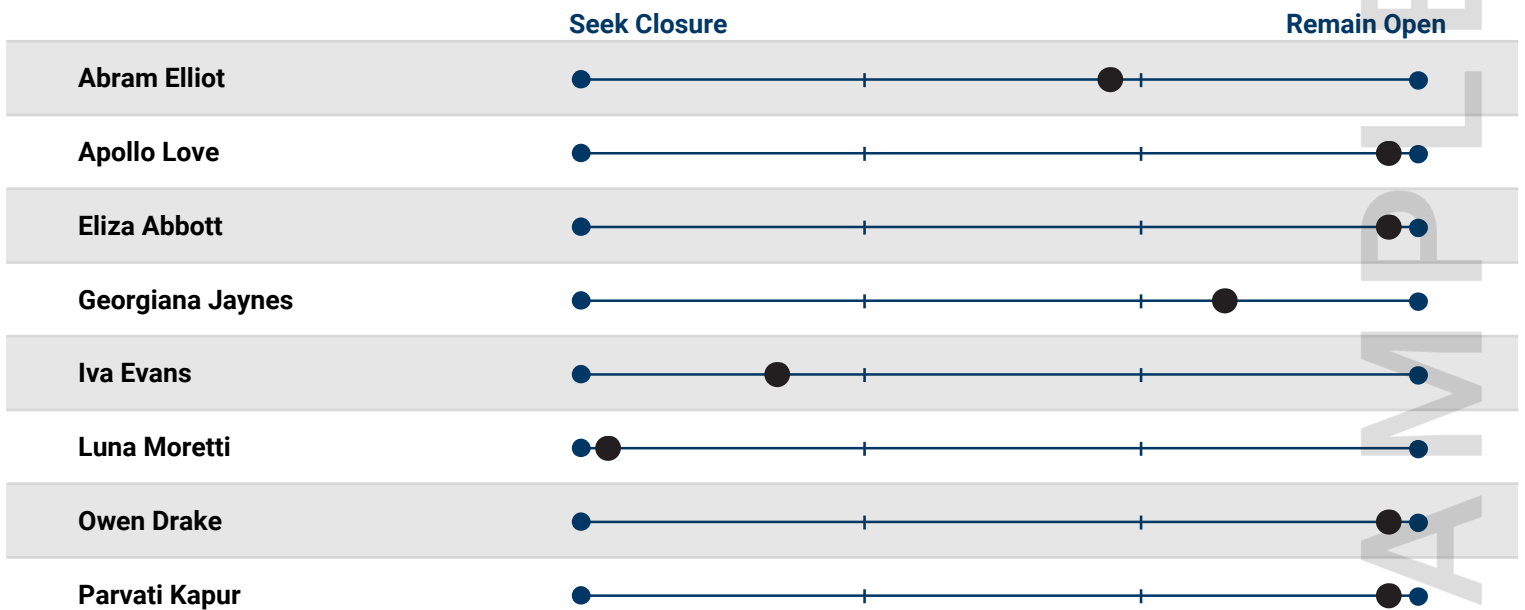 Seek Closure Remain Open
Abram Elliot
Apollo Love
Eliza Abbott
Georgiana Jaynes
Iva Evans
Luna Moretti
Owen Drake
Parvati Kapur
A M P L